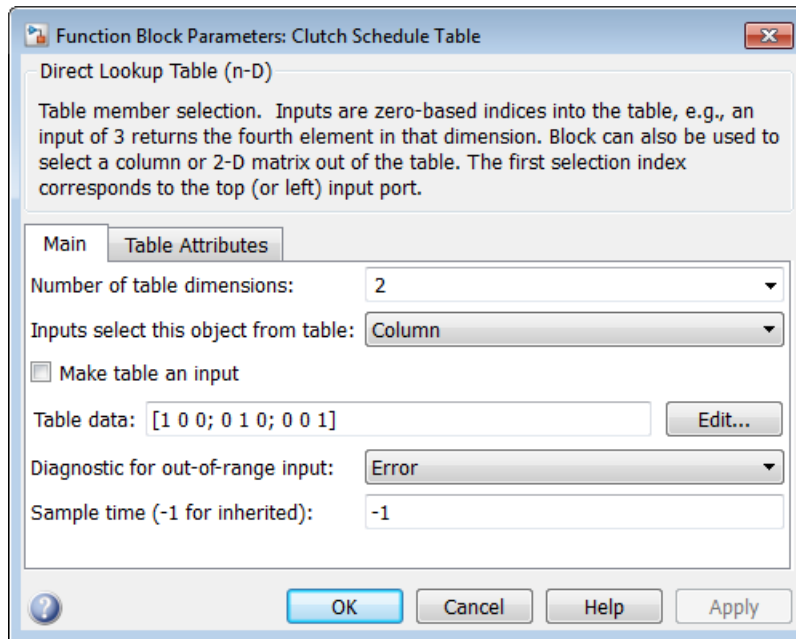 Function Block Parameters: Clutch Schedule Table
Direct Lookup Table (n-D)
Table member selection.  Inputs are zero-based indices into the table, e.g., an
input of 3 returns the fourth element in that dimension. Block can also be used to
select a column or 2-D matrix out of the table. The first selection index
corresponds to the top (or left) input port.
Main Table Attributes
Number of table dimensions: 2
Inputs select this object from table: Column
Make table an input
Table data: [1 0 0; 0 1 0; 0 0 1] Edit...
Diagnostic for out-of-range input: Error
Sample time (-1 for inherited): -1
? OK Cancel Help Apply